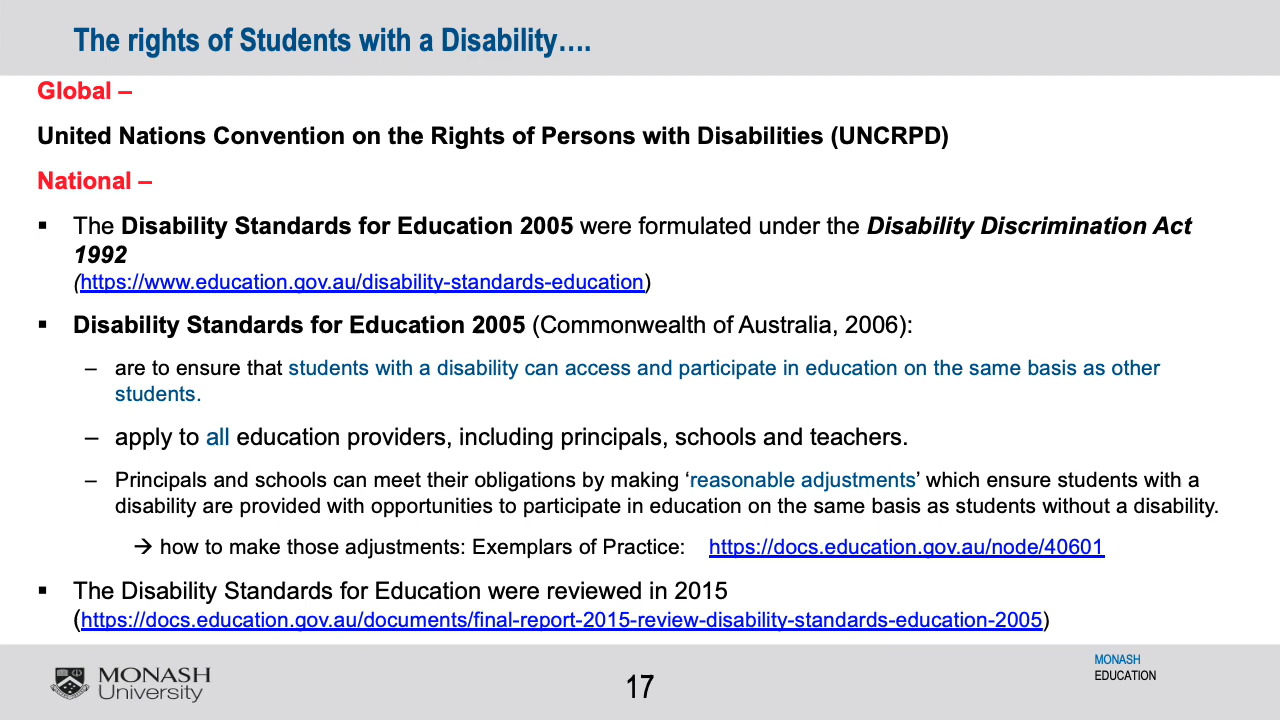 The rights of Students with a Disability….
Global –
United Nations Convention on the Rights of Persons with Disabilities (UNCRPD)
National –
▪ The Disability Standards for Education 2005 were formulated under the Disability Discrimination Act
1992
(https://www.education.gov.au/disability-standards-education)
▪ Disability Standards for Education 2005 (Commonwealth of Australia, 2006):
– are to ensure that students with a disability can access and participate in education on the same basis as other
students.
– apply to all education providers, including principals, schools and teachers.
– Principals and schools can meet their obligations by making ‘reasonable adjustments’ which ensure students with a
disability are provided with opportunities to participate in education on the same basis as students without a disability.
→ how to make those adjustments: Exemplars of Practice: https://docs.education.gov.au/node/40601
▪ The Disability Standards for Education were reviewed in 2015
(https://docs.education.gov.au/documents/final-report-2015-review-disability-standards-education-2005)
MONASH
University
17
MONASH
EDUCATION